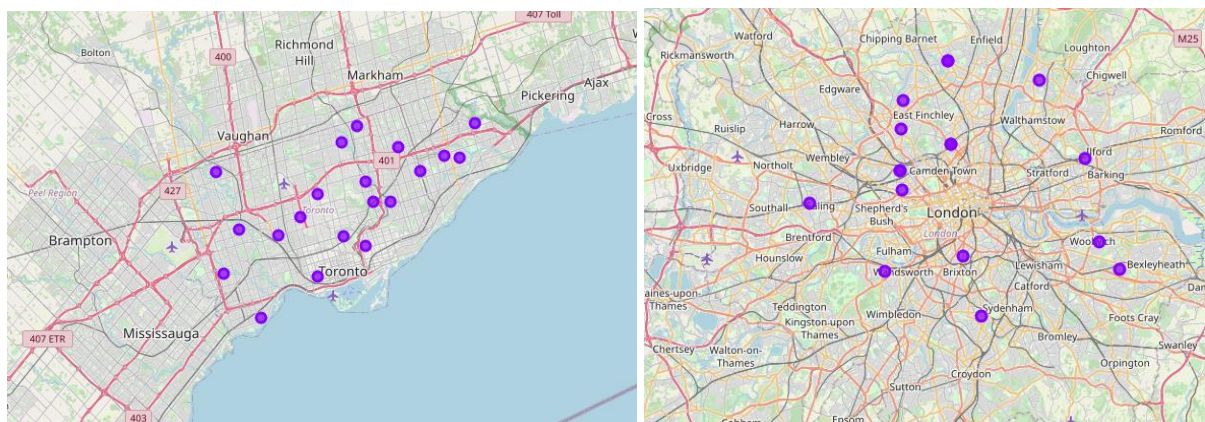 407 Toll
Bolton
Richmond
Hill
400
Markham
Ajax
Pickering
Vaughan
401
427
Peel Region
Toronto
Brampton
Toronto
Mississauga
407 ETR
403
Watford
Chipping Barnet
Enfield
Loughton
M25
Rickmansworth
Chigwell
Edgware
Cross
East Finchley
Walthamstow
Ruislip
Harrow
Romford
Wembley
Ilford
Uxbridge
Northolt
Camden Town
Stratford
Barking
Southall
Shepherd's
Bush
London
Brentford
London
Fulham
Bexleyheath
Hounslow
Brixton
Lewisham
Catford
Teddington
Thames
Wimbledon
Sydenham
Foots Cray
Kingston upon
Thames
Bromley
Chertsey
Walton-on-
Thames
Swanley
Orpington
Croydon
Sutton
Epsom